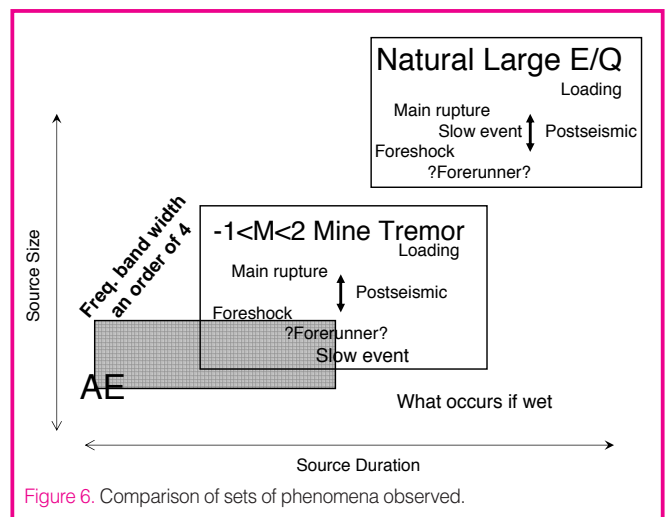 Natural Large E/Q
Loading
Main rupture
Slow event
Postseismic
Foreshock
?Forerunner?
Source Size
Freq. band width
an order of 4
-1<M<2 Mine Tremor
Loading
Main rupture
Postseismic
Foreshock
?Forerunner?
Slow event
AE
What occurs if wet
Source Duration
Figure 6. Comparison of sets of phenomena observed.